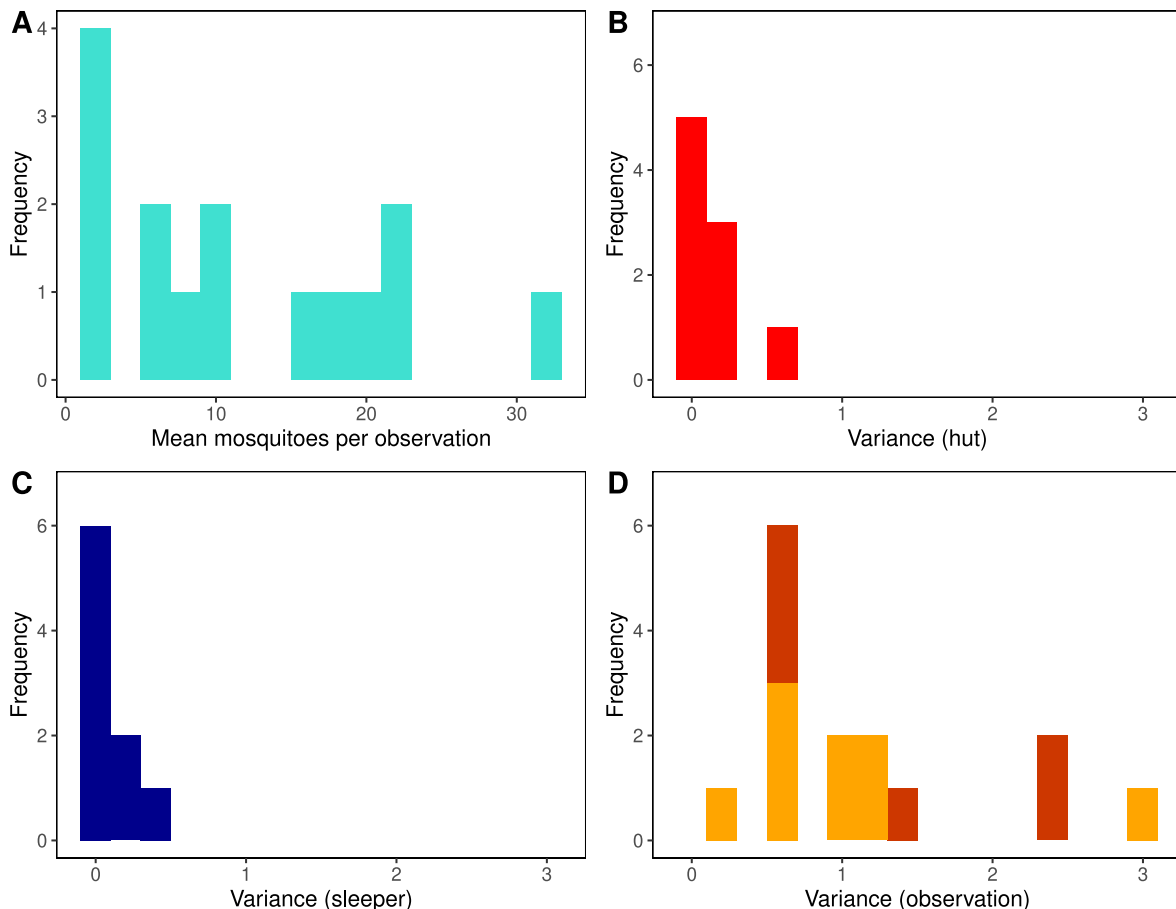 A
Frequency
4
3
2
1
0
0 10 20 30
Mean mosquitoes per observation
B
Frequency
6
4
2
0
0 1 2 3
Variance (hut)
C
Frequency
6
4
2
0
0 1 2 3
Variance (sleeper)
D
Frequency
6
4
2
0
0 1 2 3
Variance (observation)